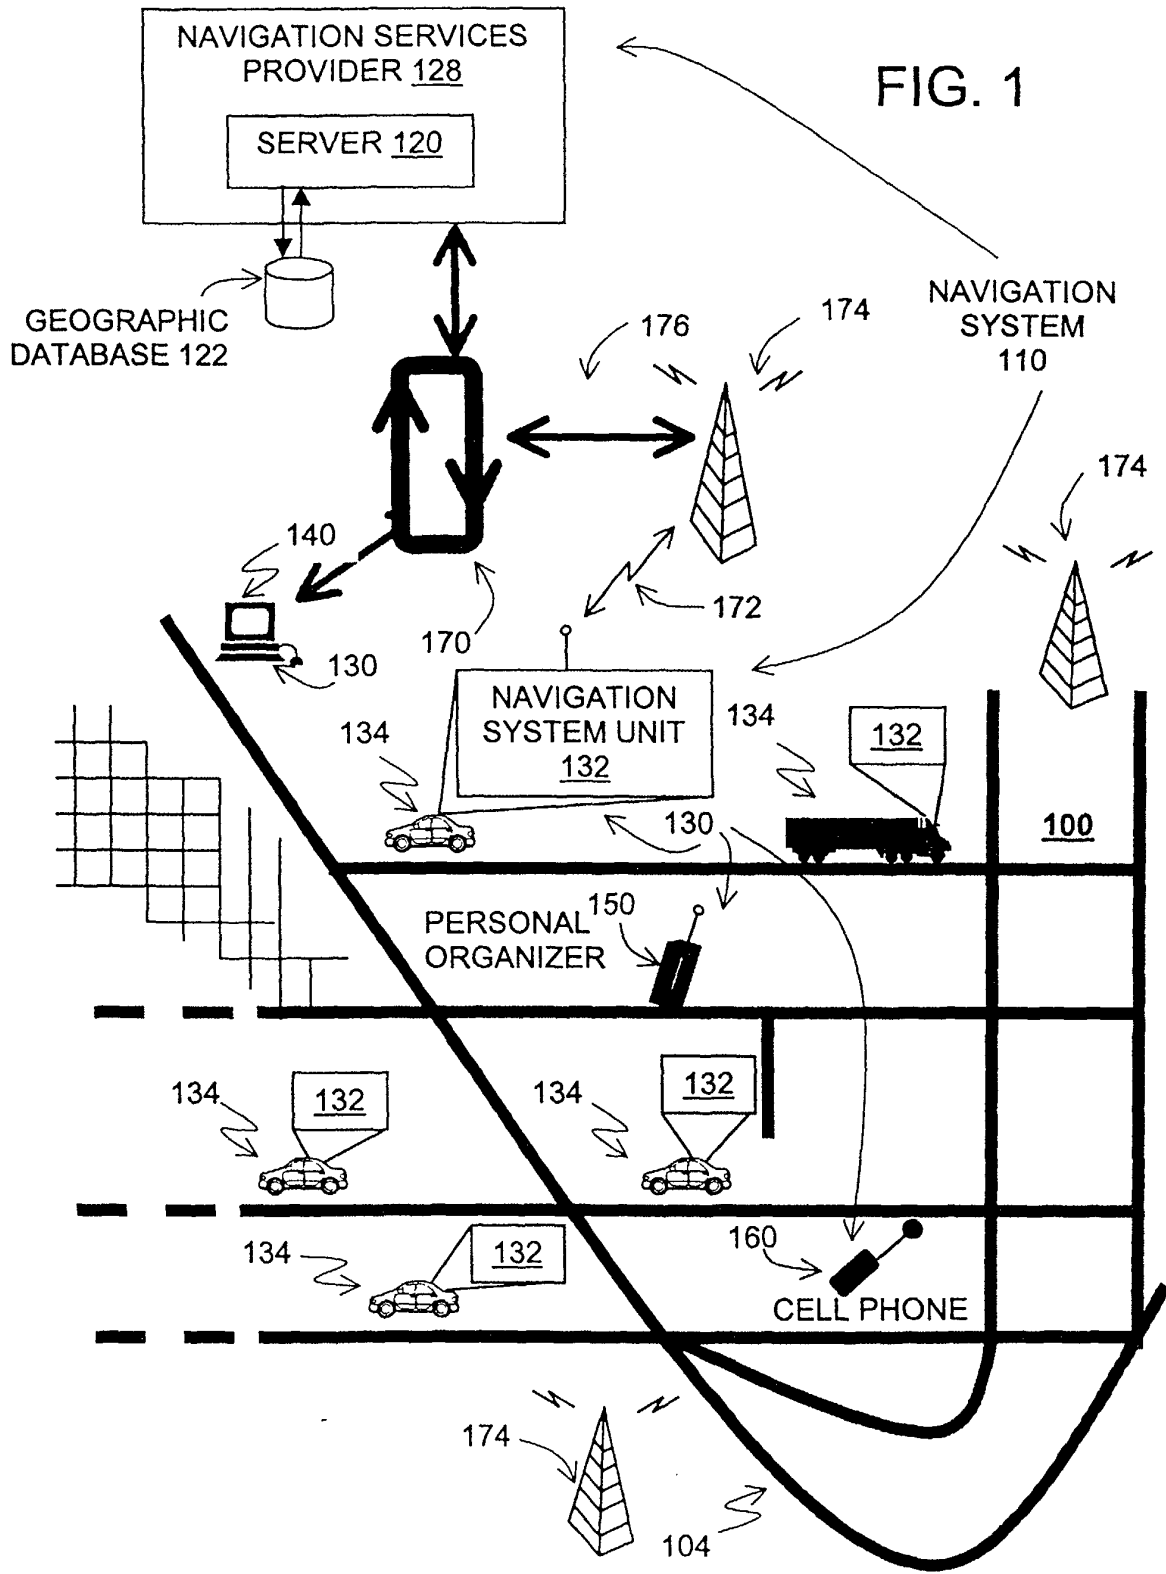 NAVIGATION SERVICES
PROVIDER 128
FIG. 1
SERVER 120
NAVIGATION
SYSTEM
110
GEOGRAPHIC
DATABASE 122
176
174
174
140
172
170
130
NAVIGATION
SYSTEM UNIT
132
134
134
132
130
100
150
PERSONAL
ORGANIZER
134
132
134
132
134
132
160
CELL PHONE
174
104